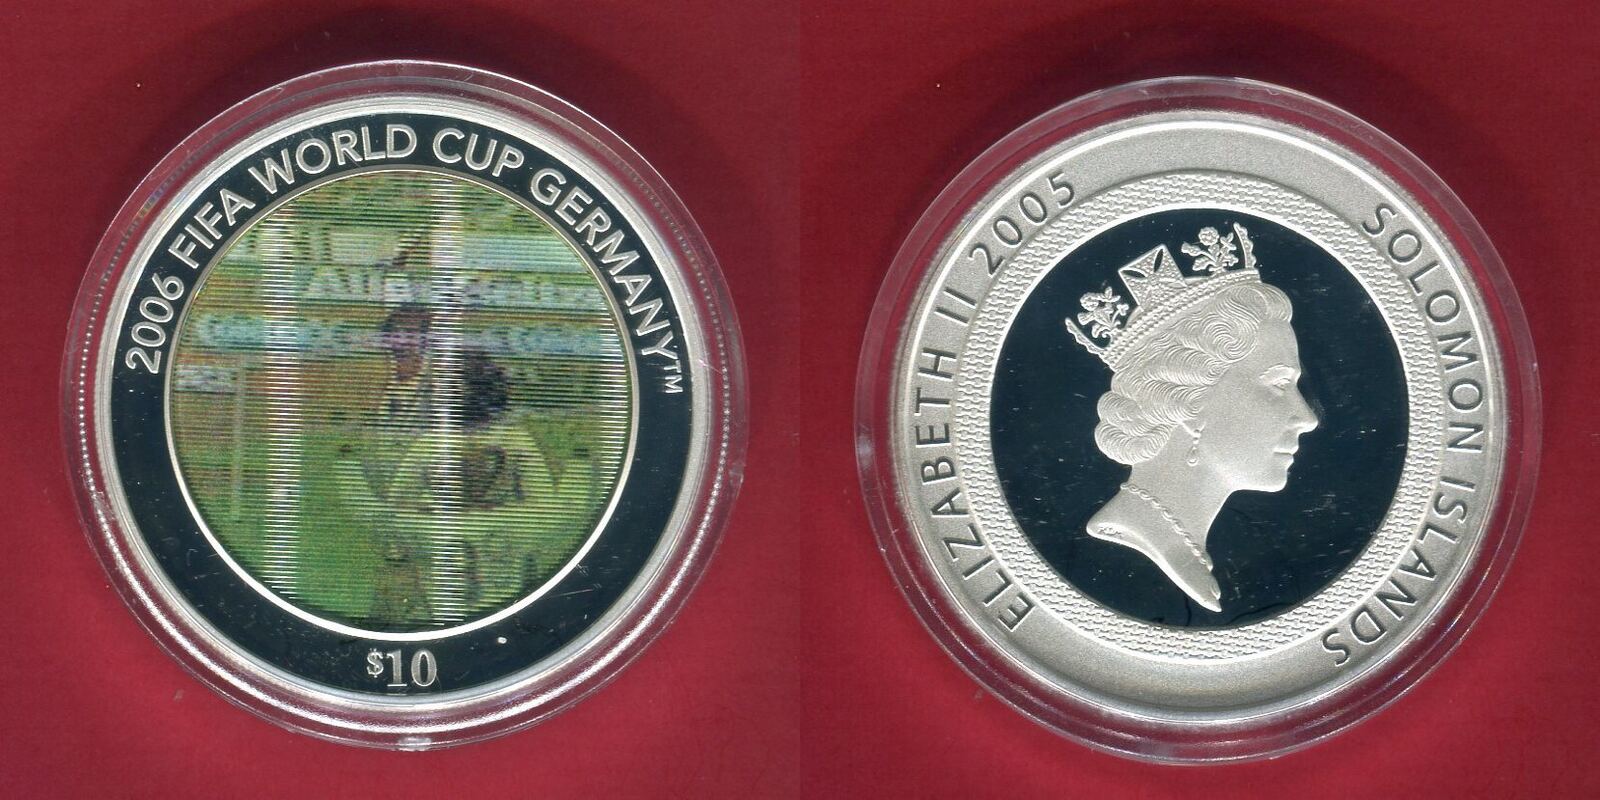 2006 FIFA WORLD CUP GERMANY™
$10
ELIZABETH II 2005
SOLOMON ISLANDS